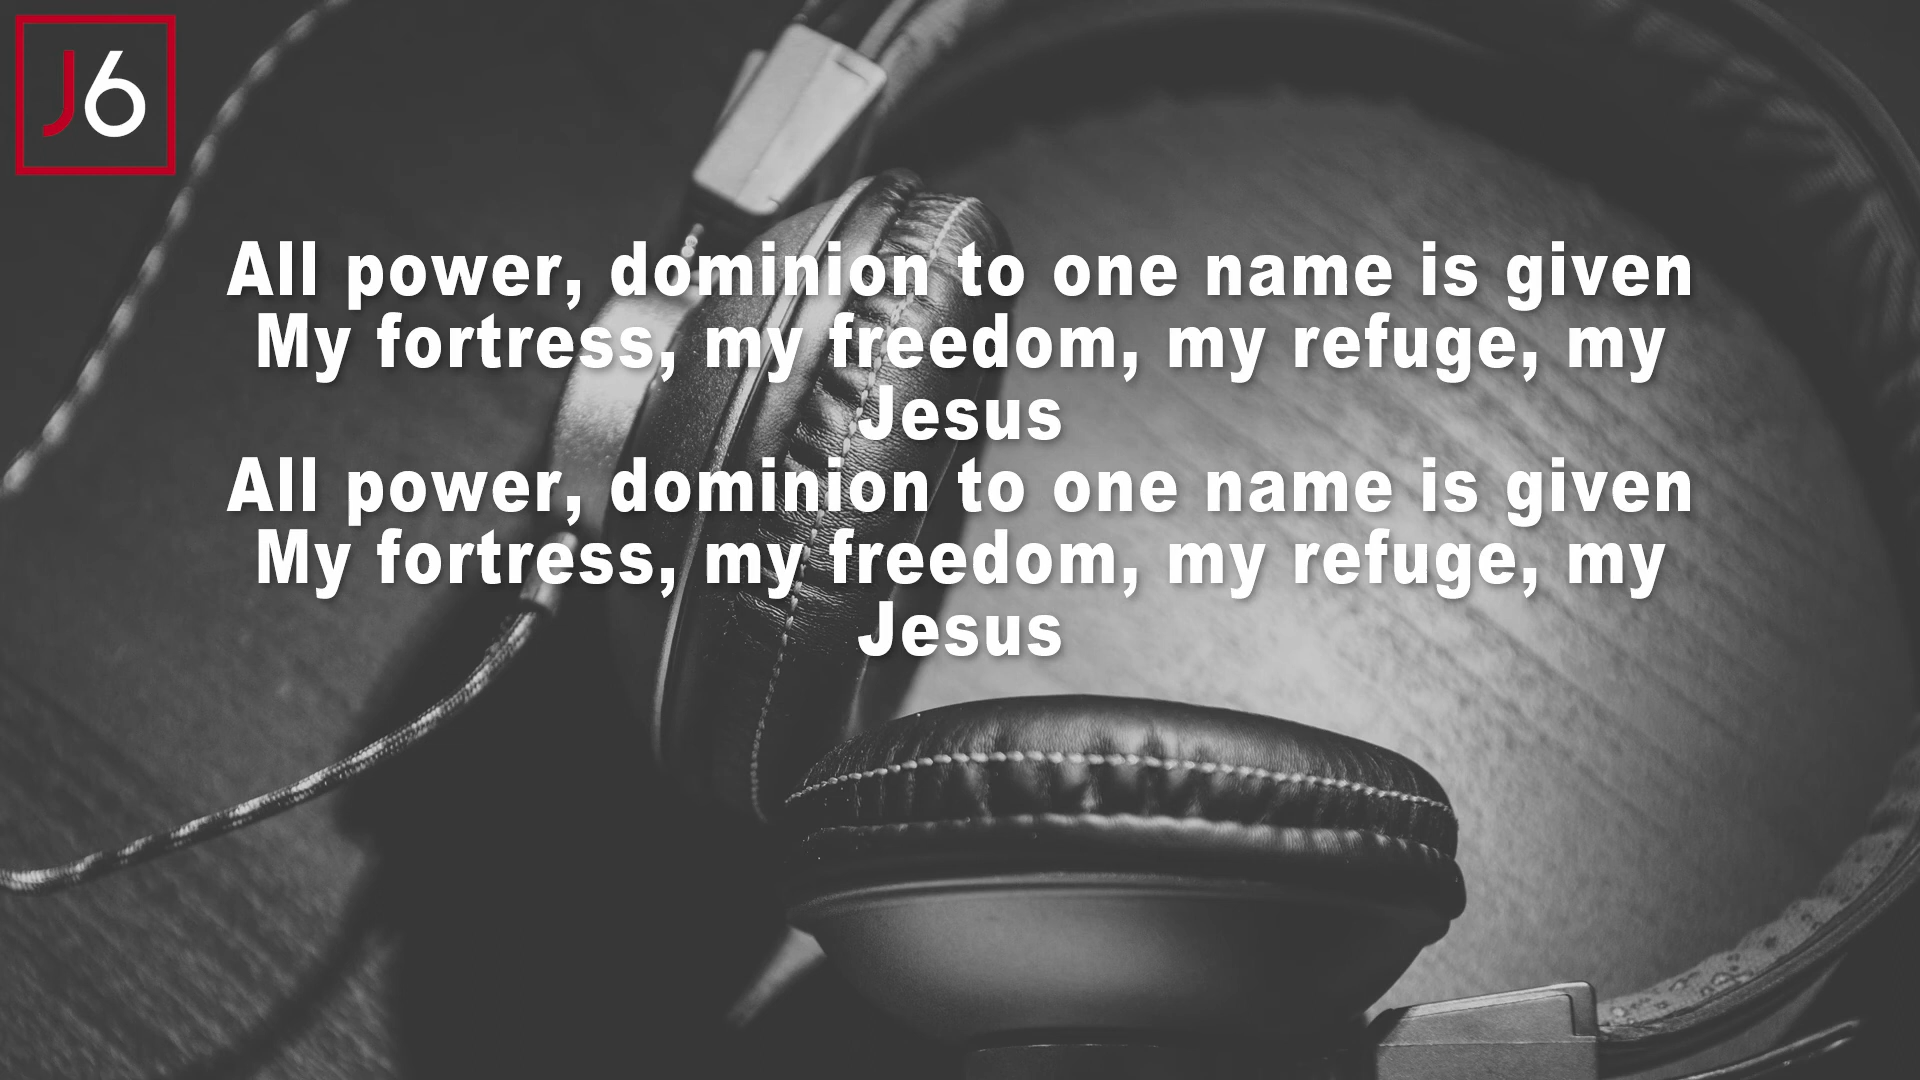 J6
All power, dominion to one name is given
My fortress, my freedom, my refuge, my
Jesus
All power, dominion to one name is given
My fortress, my freedom, my refuge, my
Jesus